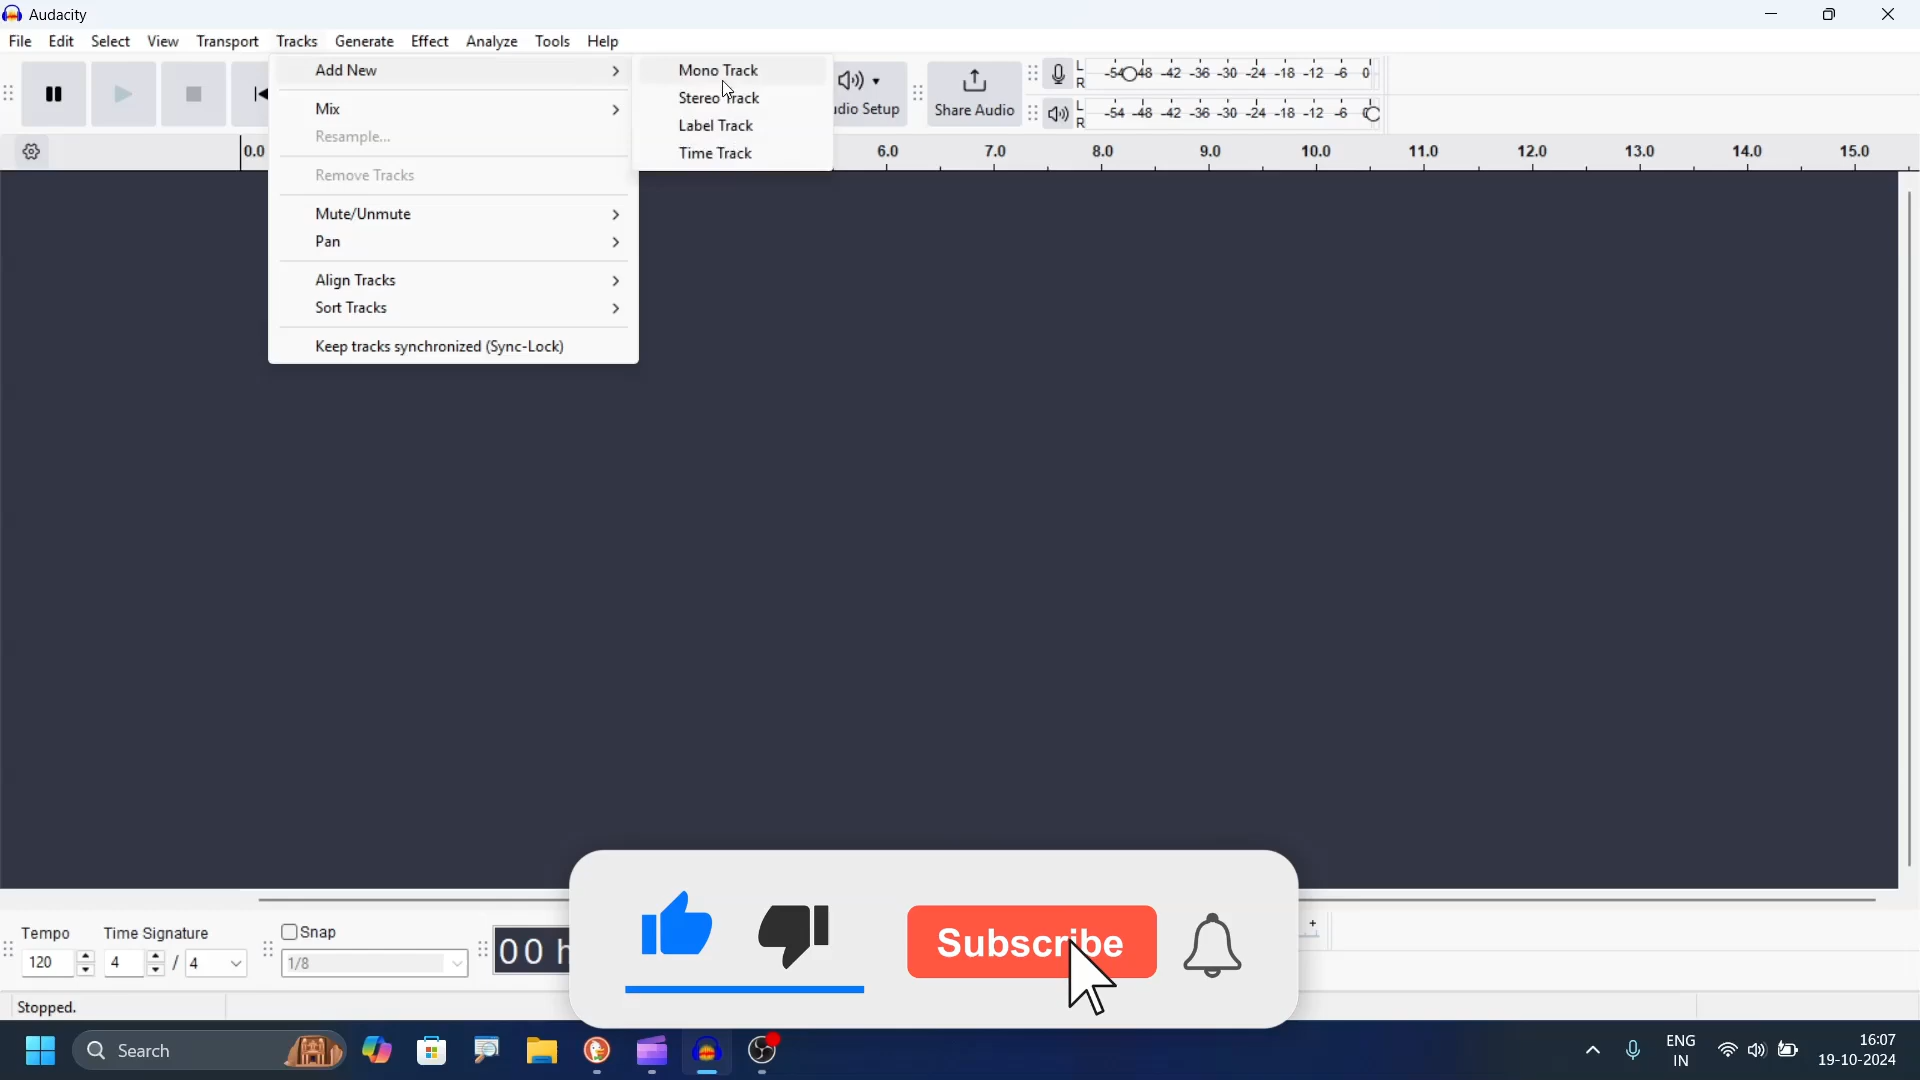 Audacity
File Edit Select View Transport Tracks Generate Effect Analyze Tools Help
Add New
Mono Track
Stereo Track
Label Track
Time Track
Mix
Resample...
Remove Tracks
Mute/Unmute
Pan
Align Tracks
Sort Tracks
Keep tracks synchronized (Sync-Lock)
dio Setup
Share Audio
L
R
-54 -48 -42 -36 -30 -24 -18 -12 -6 0
L
R
-54 -48 -42 -36 -30 -24 -18 -12 -6 0
0.0 6.0 7.0 8.0 9.0 10.0 11.0 12.0 13.0 14.0 15.0
Tempo
120
Time Signature
4 / 4
Snap
1/8
00 h
Subscribe
Stopped.
Search
ENG
IN
16:07
19-10-2024